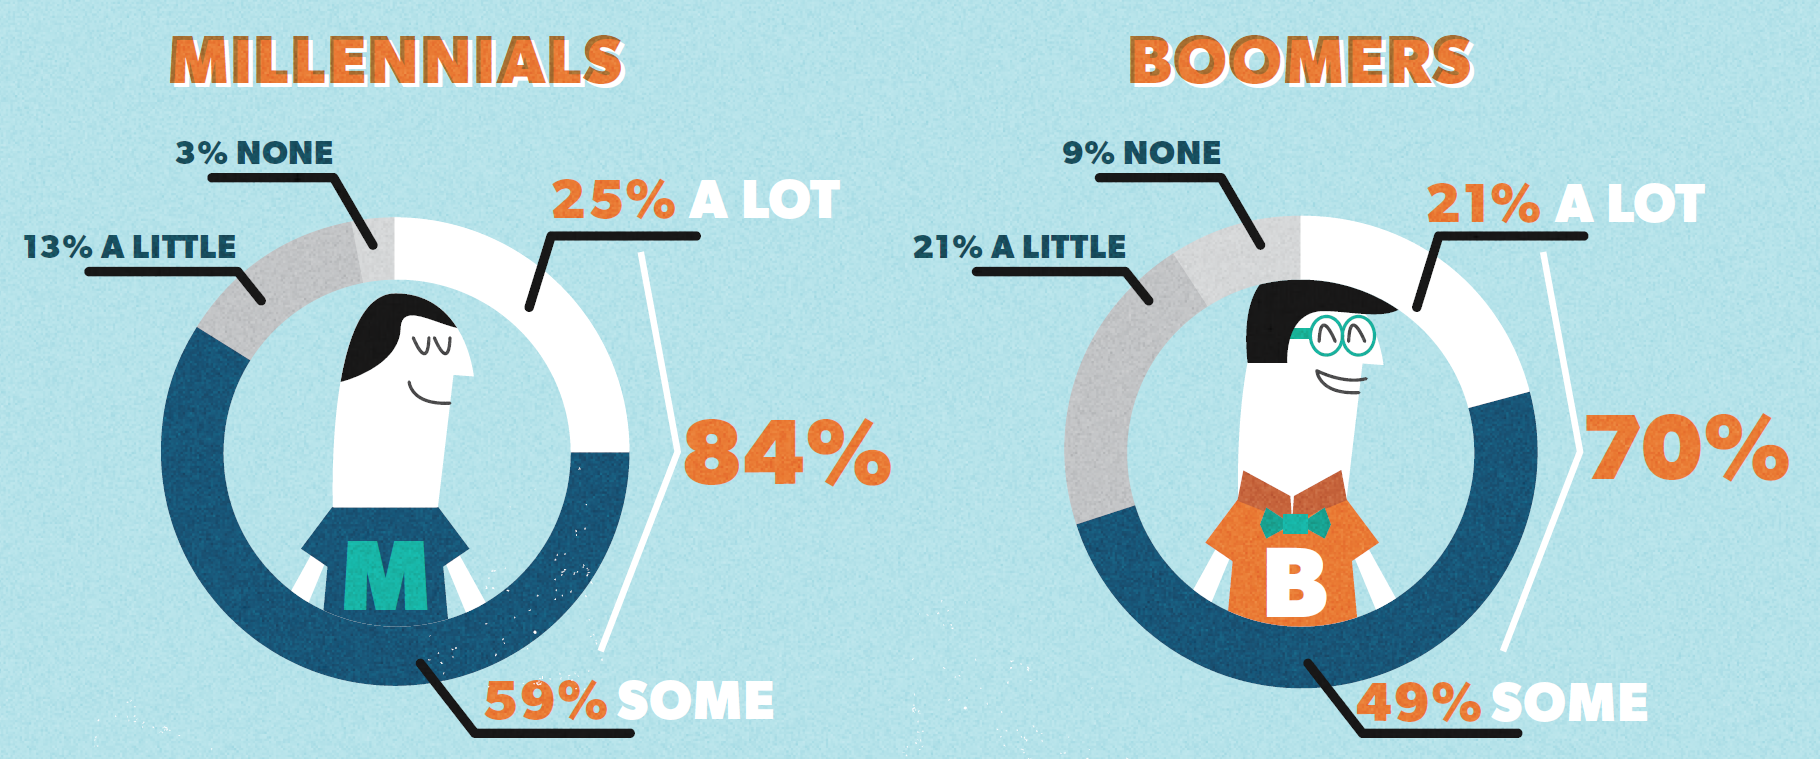 MILLENNIALS
3% NONE
25% A LOT
13% A LITTLE
84%
M
59% SOME
BOOMERS
9% NONE
21% A LOT
21% A LITTLE
70%
B
49% SOME